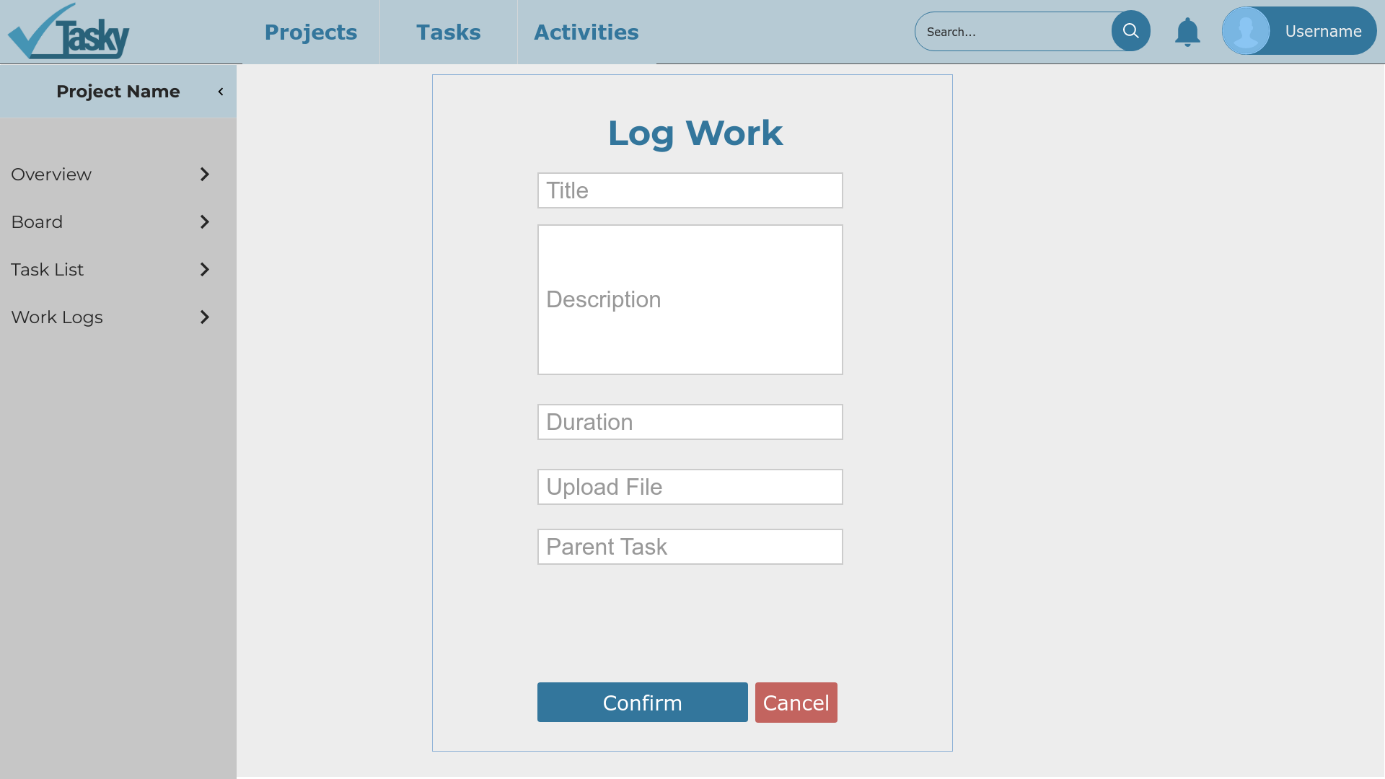 Tasky
Projects
Tasks
Activities
Search...
Username
Project Name
Overview
Board
Task List
Work Logs
Log Work
Title
Description
Duration
Upload File
Parent Task
Confirm
Cancel